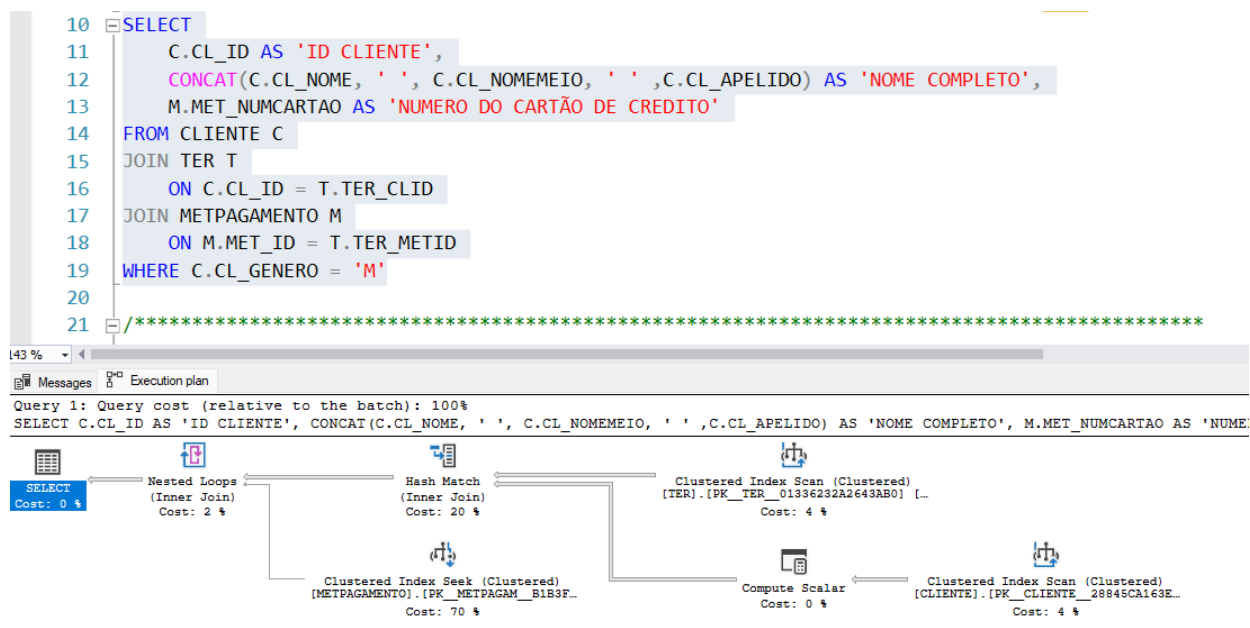 10 SELECT
11 C.CL_ID AS 'ID CLIENTE',
12 CONCAT(C.CL_NOME, ' ', C.CL_NOMEMEIO, ' ' ,C.CL_APELIDO) AS 'NOME COMPLETO',
13 M.MET_NUMCARTAO AS 'NUMERO DO CARTÃO DE CREDITO'
14 FROM CLIENTE C
15 JOIN TER T
16 ON C.CL_ID = T.TER_CLID
17 JOIN METPAGAMENTO M
18 ON M.MET_ID = T.TER_METID
19 WHERE C.CL_GENERO = 'M'
20
21 /***********************************************************************************************
143 %
Messages Execution plan
Query 1: Query cost (relative to the batch): 100%
SELECT C.CL_ID AS 'ID CLIENTE', CONCAT(C.CL_NOME, ' ', C.CL_NOMEMEIO, ' ' ,C.CL_APELIDO) AS 'NOME COMPLETO', M.MET_NUMCARTAO AS 'NUME
SELECT
Cost: 0 %
Nested Loops
(Inner Join)
Cost: 2 %
Hash Match
(Inner Join)
Cost: 20 %
Clustered Index Scan (Clustered)
[TER].[PK__TER__01336232A2643AB0] […
Cost: 4 %
Clustered Index Seek (Clustered)
[METPAGAMENTO].[PK__METPAGAM__B1B3F…
Cost: 70 %
Compute Scalar
Cost: 0 %
Clustered Index Scan (Clustered)
[CLIENTE].[PK__CLIENTE__28845CA163E…
Cost: 4 %